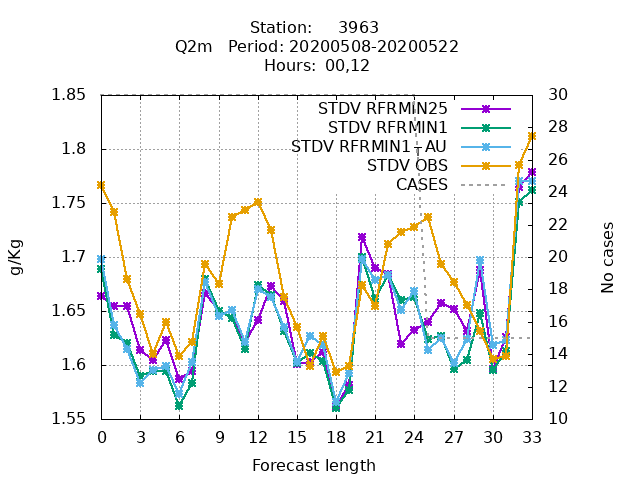 Station: 3963
Q2m Period: 20200508-20200522
Hours: 00,12
STDV RFRMIN25
STDV RFRMIN1
STDV RFRMIN1-AU
STDV OBS
CASES
1.85
1.8
1.75
1.7
1.65
1.6
1.55
30
28
26
24
22
20
18
16
14
12
10
g/Kg
No cases
0 3 6 9 12 15 18 21 24 27 30 33
Forecast length